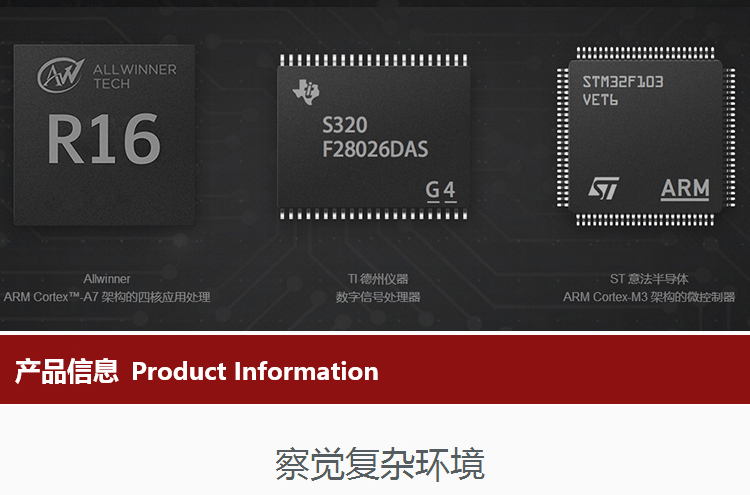 ALLWINNER
TECH
R16
S320
F28026DAS
G4
STM32F103
VET6
ST
ARM
Allwinner
ARM Cortex™-A7 架构的四核应用处理
TI 德州仪器
数字信号处理器
ST 意法半导体
ARM Cortex-M3 架构的微控制器
产品信息 Product Information
察觉复杂环境